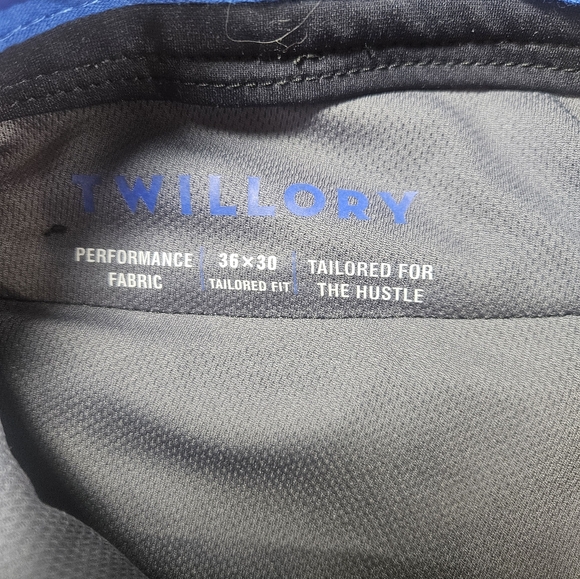 TWILLORY
PERFORMANCE FABRIC
36×30
TAILORED FIT
TAILORED FOR THE HUSTLE